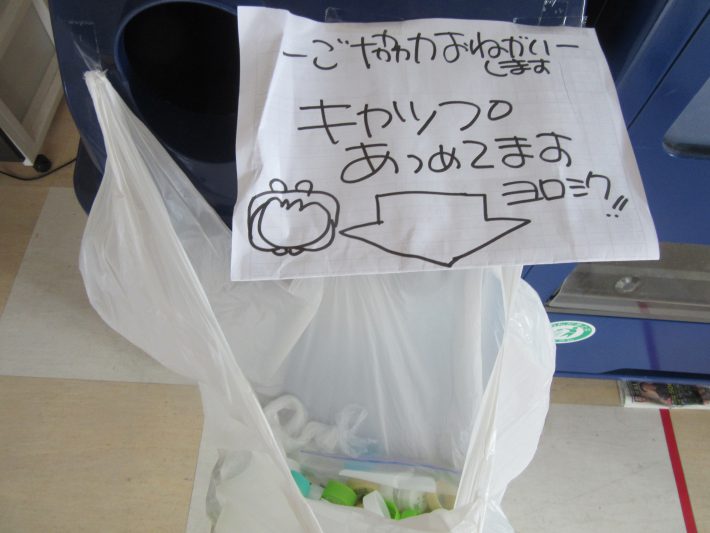 ーご協力おねがいー
します
キャップ
あつめてます
ヨロシク!!